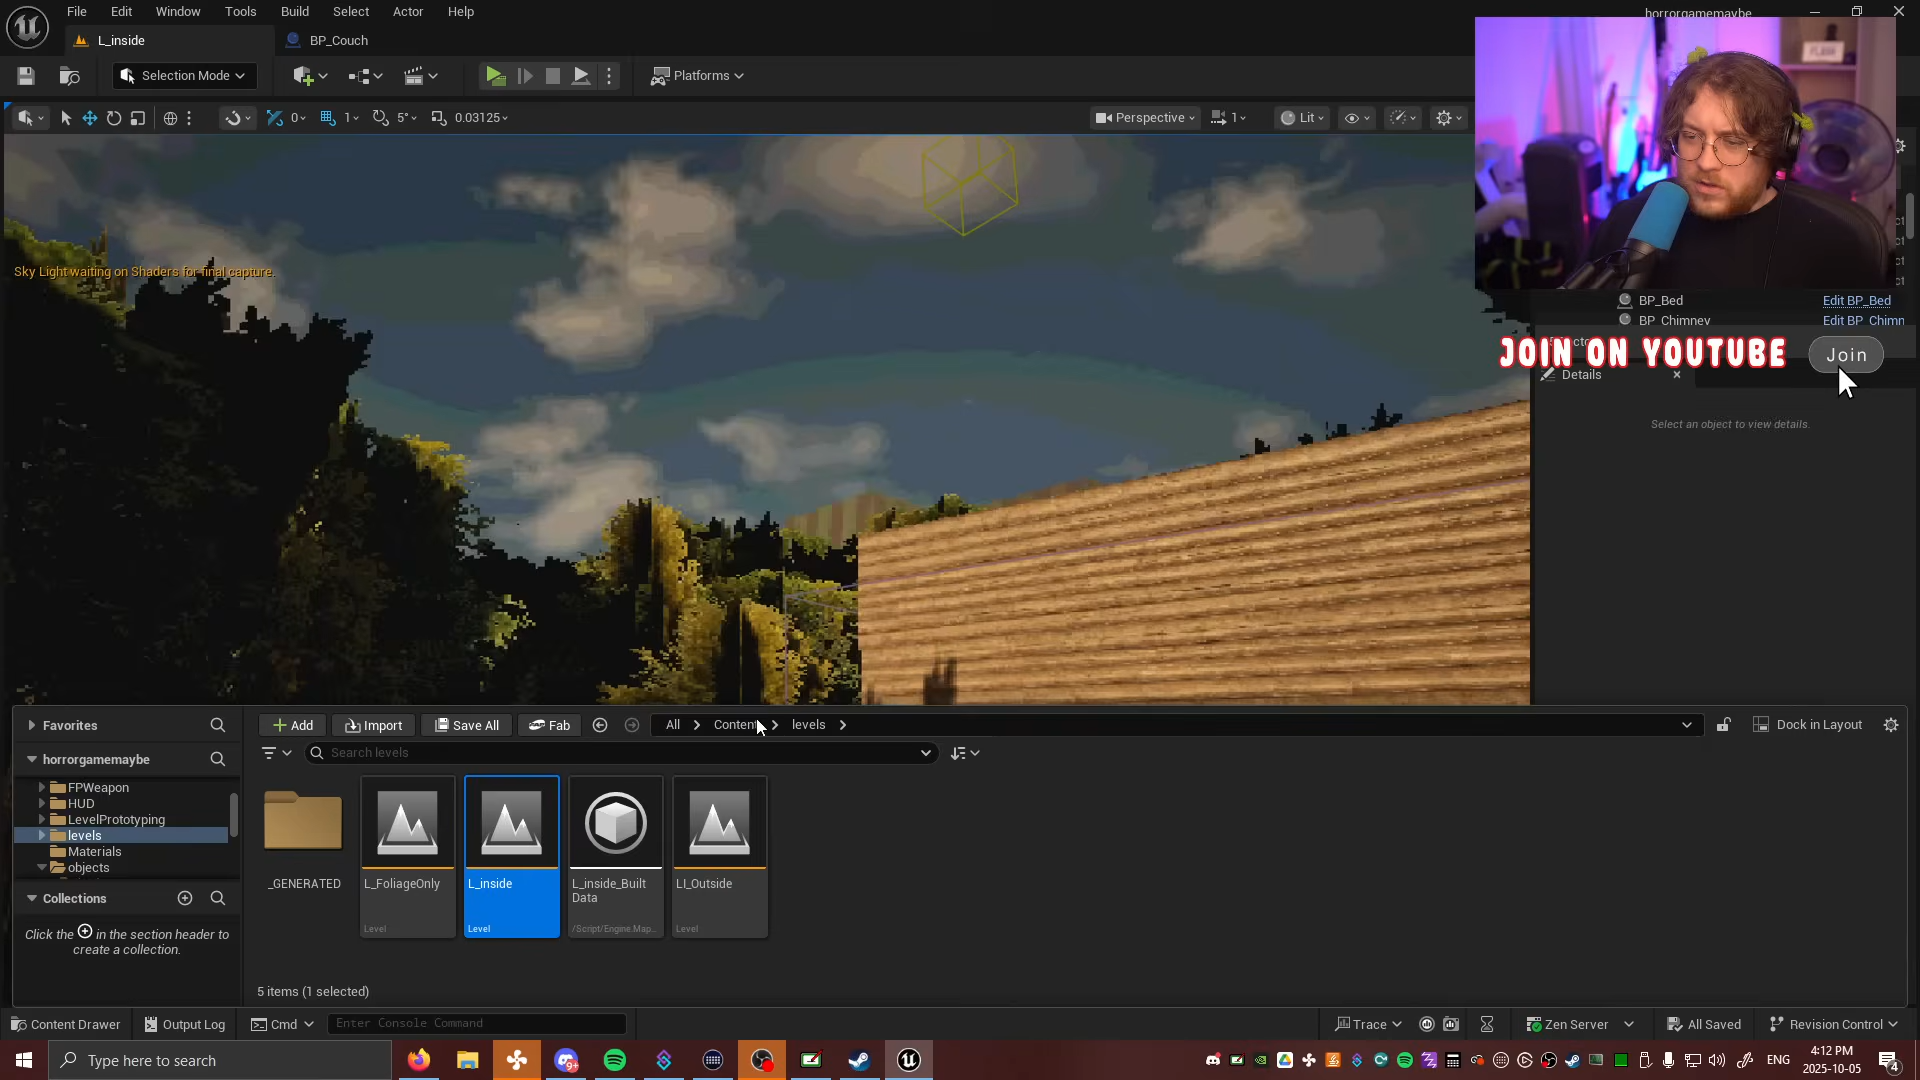 File Edit Window Tools Build Select Actor Help
horrorgamemaybe
L_inside
BP_Couch
Selection Mode
Platforms
0
1
5°
0.03125
Perspective
1
Lit
Sky Light waiting on Shaders for final capture.
BP_Bed Edit BP_Bed
BP_Chimney Edit BP_Chimn
JOIN ON YOUTUBE
Join
Details
Select an object to view details.
Favorites
Add
Import
Save All
Fab
All
Content
levels
Dock in Layout
horrorgamemaybe
Search levels
FPWeapon
HUD
LevelPrototyping
levels
Materials
objects
_GENERATED
L_FoliageOnly
Level
L_inside
Level
L_inside_Built
Data
/Script/Engine.Map...
LI_Outside
Level
Collections
Click the + in the section header to
create a collection.
5 items (1 selected)
Content Drawer
Output Log
Cmd
Enter Console Command
Trace
Zen Server
All Saved
Revision Control
Type here to search
9+
ENG
4:12 PM
2025-10-05
4